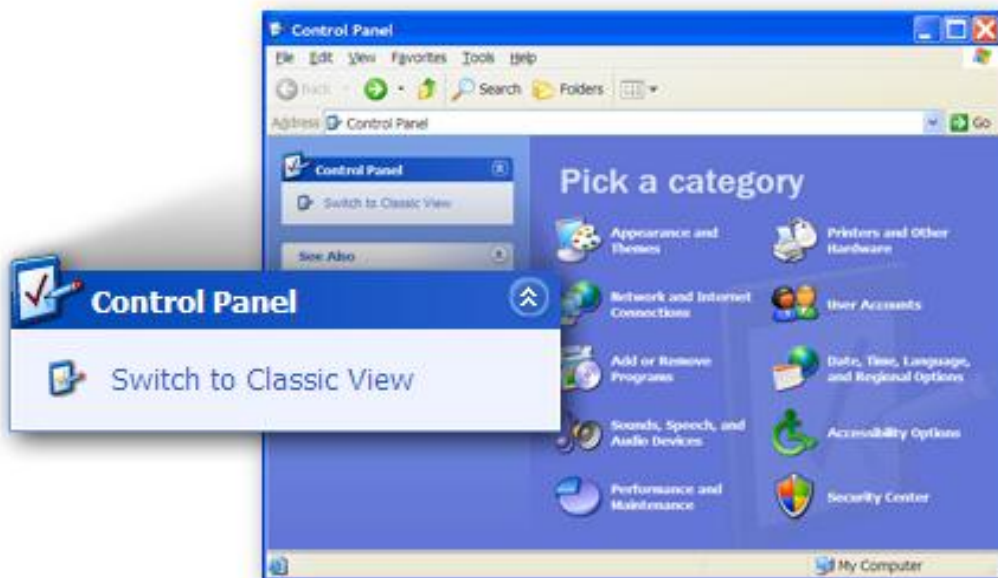 Control Panel
File Edit View Favorites Tools Help
Back Search Folders
Address Control Panel Go
Control Panel
Switch to Classic View
See Also
Control Panel
Switch to Classic View
Pick a category
Appearance and
Themes
Printers and Other
Hardware
Network and Internet
Connections
User Accounts
Add or Remove
Programs
Date, Time, Language,
and Regional Options
Sounds, Speech, and
Audio Devices
Accessibility Options
Performance and
Maintenance
Security Center
My Computer